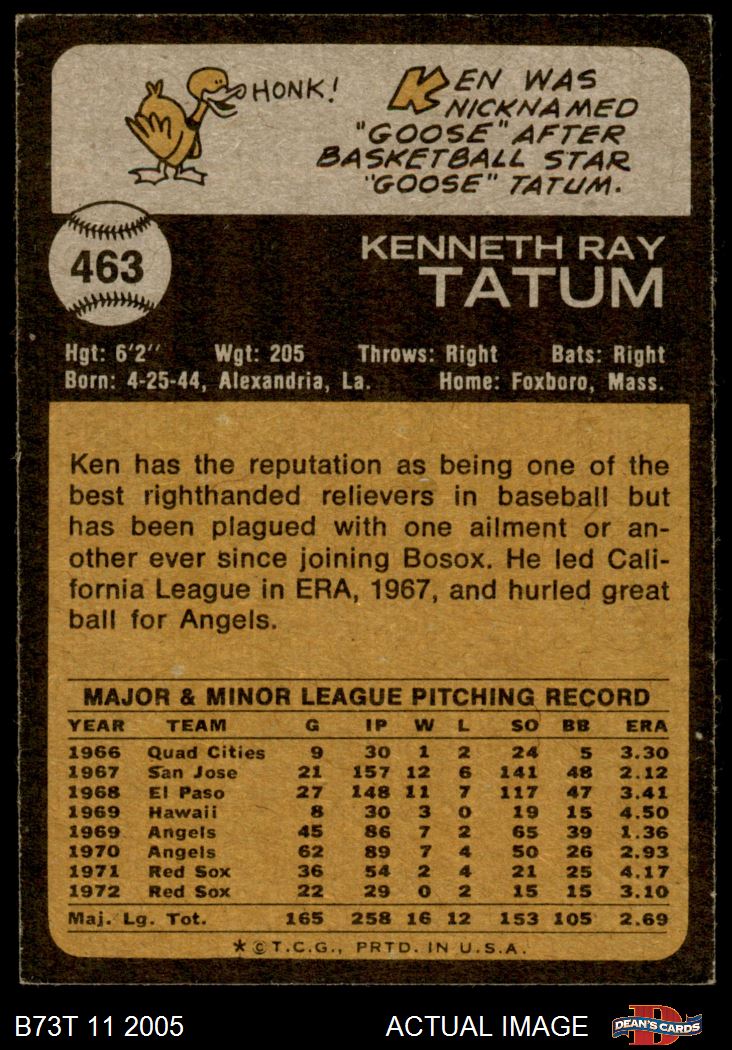 HONK!
KEN WAS
NICKNAMED
"GOOSE" AFTER
BASKETBALL STAR
"GOOSE" TATUM.
463
KENNETH RAY
TATUM
Hgt: 6'2" Wgt: 205 Throws: Right Bats: Right
Born: 4-25-44, Alexandria, La. Home: Foxboro, Mass.
Ken has the reputation as being one of the
best righthanded relievers in baseball but
has been plagued with one ailment or an-
other ever since joining Bosox. He led Cali-
fornia League in ERA, 1967, and hurled great
ball for Angels.
MAJOR & MINOR LEAGUE PITCHING RECORD
YEAR TEAM G IP W L SO BB ERA
1966 Quad Cities 9 30 1 2 24 5 3.30
1967 San Jose 21 157 12 6 141 48 2.12
1968 El Paso 27 148 11 7 117 47 3.41
1969 Hawaii 8 30 3 0 19 15 4.50
1969 Angels 45 86 7 2 65 39 1.36
1970 Angels 62 89 7 4 50 26 2.93
1971 Red Sox 36 54 2 4 21 25 4.17
1972 Red Sox 22 29 0 2 15 15 3.10
Maj. Lg. Tot. 165 258 16 12 153 105 2.69
★ © T.C.G., PRTD. IN U.S.A.
B73T 11 2005 ACTUAL IMAGE
D
DEAN'S CARDS